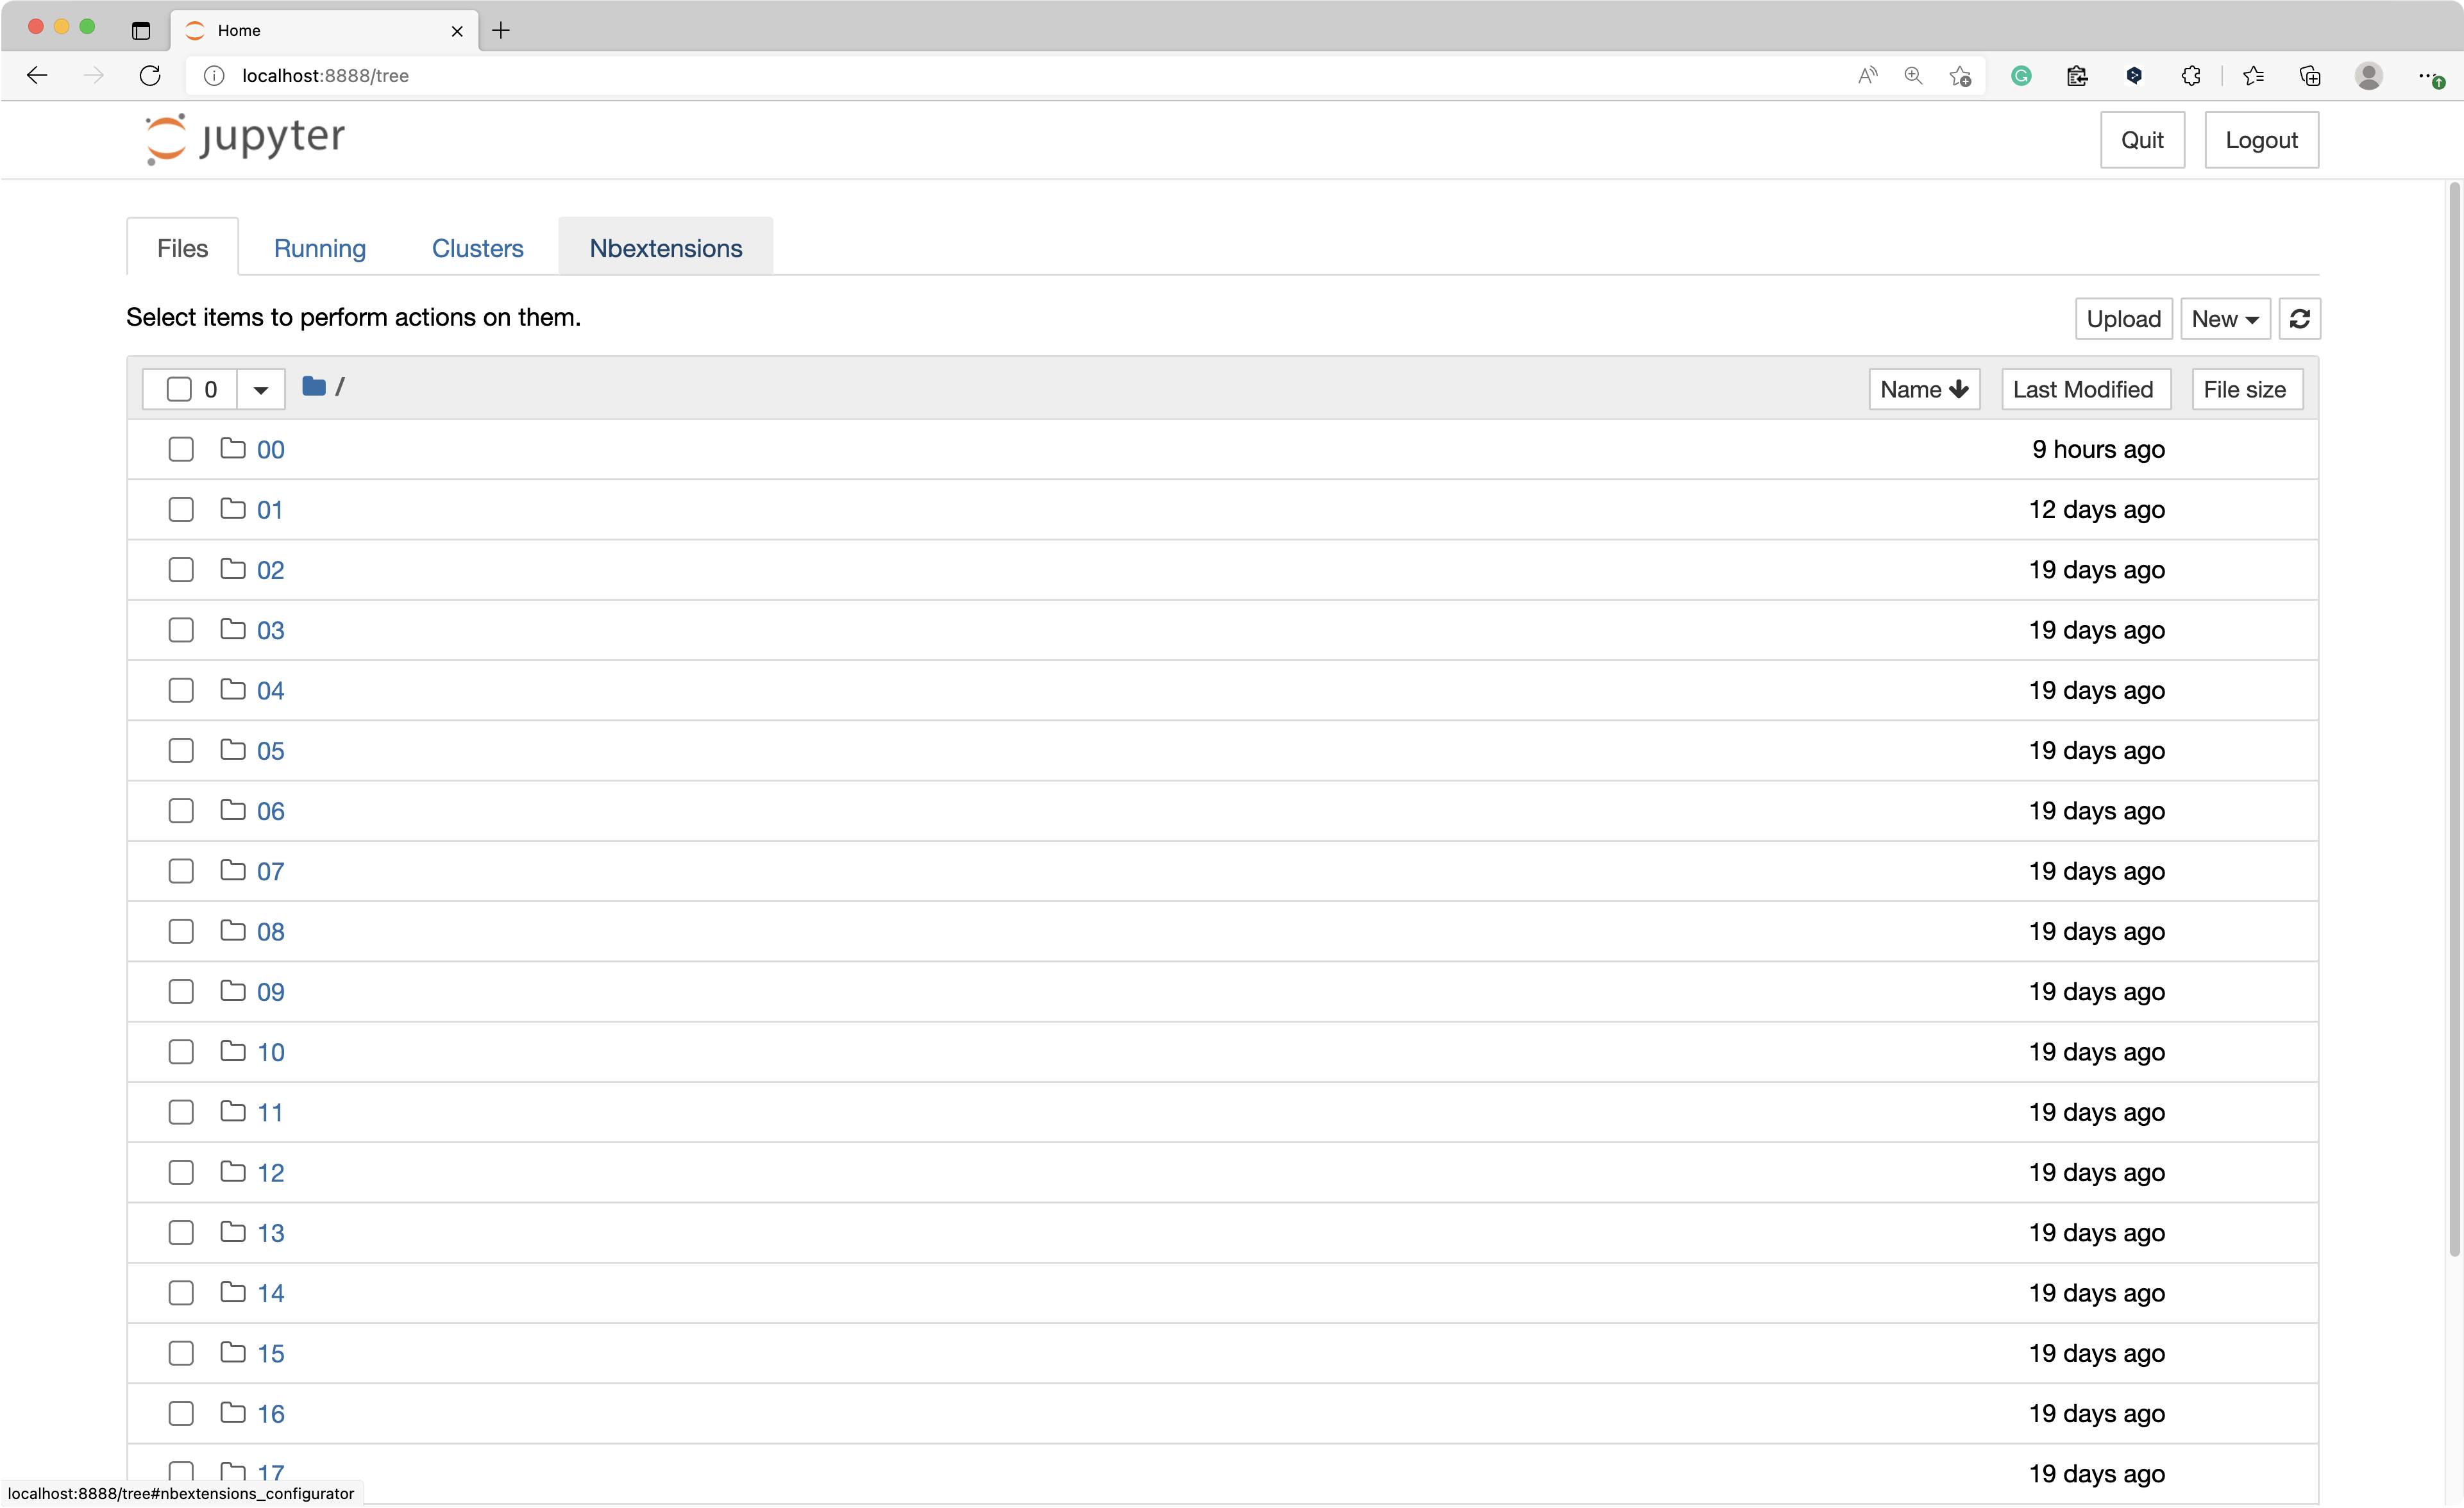 Home
localhost:8888/tree
jupyter
Quit Logout
Files Running Clusters Nbextensions
Select items to perform actions on them.
Upload New
0 / Name Last Modified File size
00 9 hours ago
01 12 days ago
02 19 days ago
03 19 days ago
04 19 days ago
05 19 days ago
06 19 days ago
07 19 days ago
08 19 days ago
09 19 days ago
10 19 days ago
11 19 days ago
12 19 days ago
13 19 days ago
14 19 days ago
15 19 days ago
16 19 days ago
17 19 days ago
localhost:8888/tree#nbextensions_configurator